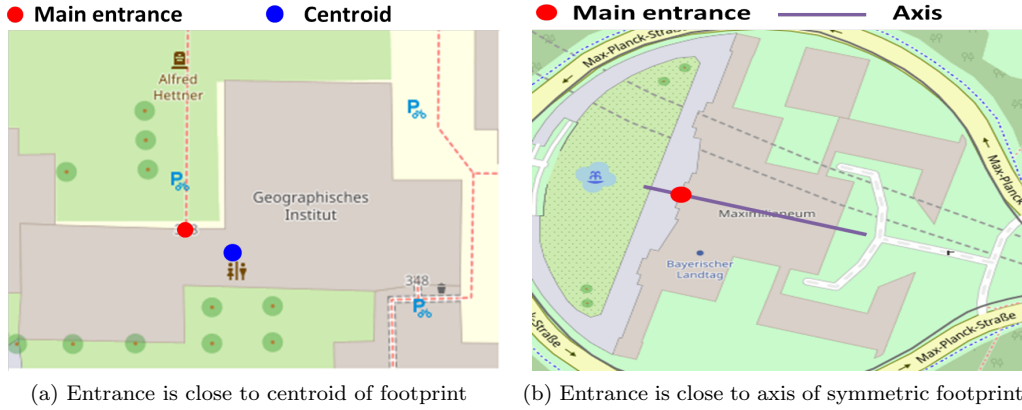 Main entrance Centroid
Alfred
Hettner
P
P
Geographisches
Institut
348
P
(a) Entrance is close to centroid of footprint
Main entrance Axis
Max-Planck-Straße
Max-Planck
Maximilianeum
Bayerischer
Landtag
-Straße
Max-Planck-Straße
(b) Entrance is close to axis of symmetric footprint